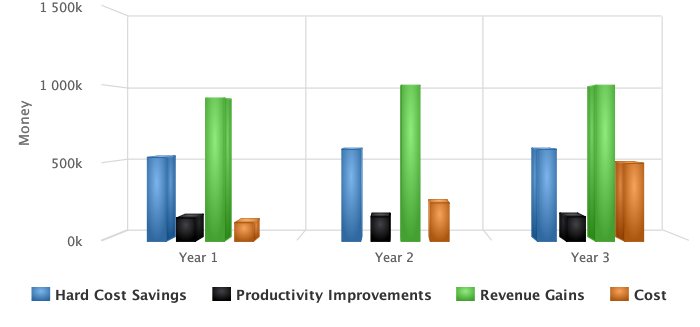 1 500k
1 000k
500k
0k
Money
Year 1
Year 2
Year 3
Hard Cost Savings
Productivity Improvements
Revenue Gains
Cost